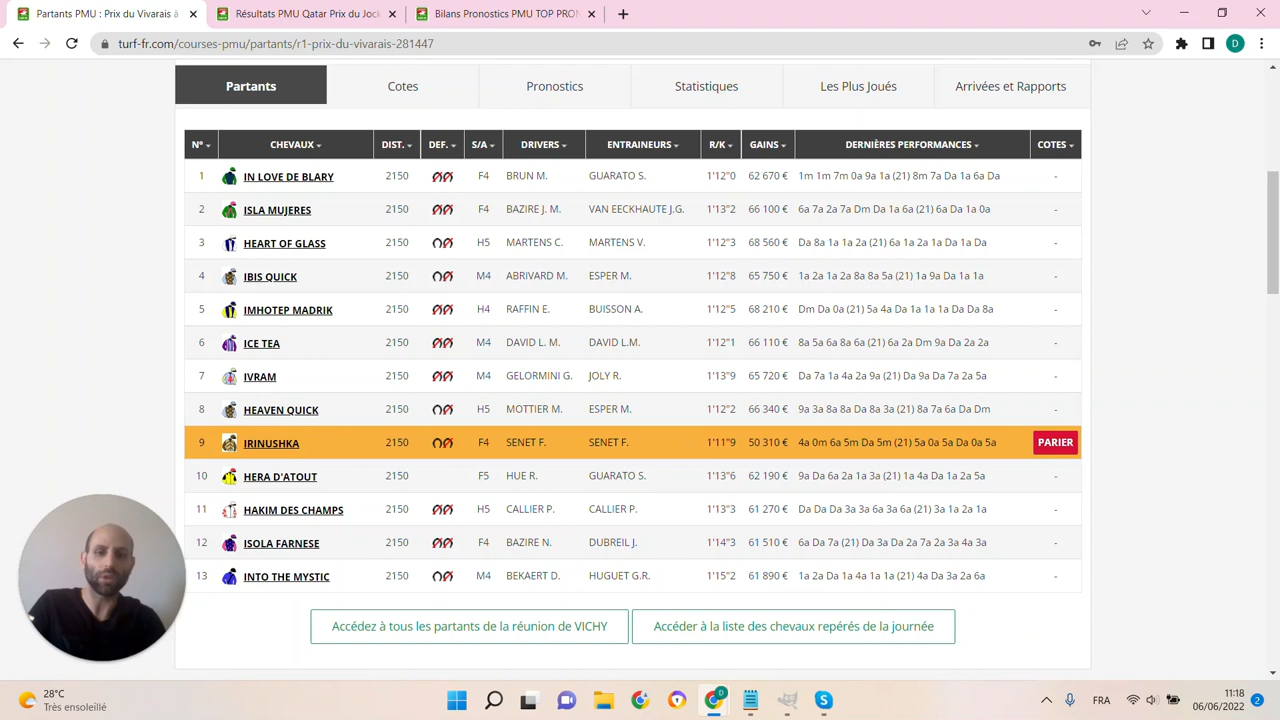 Partants PMU : Prix du Vivarais à
Résultats PMU Qatar Prix du Jock
Bilans Pronostics PMU TOP PRON
turf-fr.com/courses-pmu/partants/r1-prix-du-vivarais-281447
D
Partants Cotes Pronostics Statistiques Les Plus Joués Arrivées et Rapports
N° CHEVAUX DIST. DEF. S/A DRIVERS ENTRAINEURS R/K GAINS DERNIÈRES PERFORMANCES COTES
1 IN LOVE DE BLARY 2150 F4 BRUN M. GUARATO S. 1'12"0 62 670 € 1m 1m 7m 0a 9a 1a (21) 8m 7a Da 1a 6a Da -
2 ISLA MUJERES 2150 F4 BAZIRE J. M. VAN EECKHAUTE J.G. 1'13"2 66 100 € 6a 7a 2a 7a Dm Da 1a 6a (21) 6a Da 1a 0a -
3 HEART OF GLASS 2150 H5 MARTENS C. MARTENS V. 1'12"3 68 560 € Da 8a 1a 1a 2a (21) 6a 1a 2a 1a Da 1a Da -
4 IBIS QUICK 2150 M4 ABRIVARD M. ESPER M. 1'12"8 65 750 € 1a 2a 1a 2a 8a 8a 5a (21) 1a 9a Da 1a 1a -
5 IMHOTEP MADRIK 2150 H4 RAFFIN E. BUISSON A. 1'12"5 68 210 € Dm Da 0a (21) 5a 4a Da 1a 1a 1a Da Da 8a -
6 ICE TEA 2150 M4 DAVID L. M. DAVID L.M. 1'12"1 66 110 € 8a 5a 6a 8a 6a (21) 6a 2a Dm 9a Da 2a 2a -
7 IVRAM 2150 M4 GELORMINI G. JOLY R. 1'13"9 65 720 € Da 7a 1a 4a 2a 9a (21) Da 9a Da 7a 2a 5a -
8 HEAVEN QUICK 2150 H5 MOTTIER M. ESPER M. 1'12"2 66 340 € 9a 3a 8a 8a Da 8a 3a (21) 8a 7a 6a Da Dm -
9 IRINUSHKA 2150 F4 SENET F. SENET F. 1'11"9 50 310 € 4a 0m 6a 5m Da 5m (21) 5a 0a 5a Da 0a 5a PARIER
10 HERA D'ATOUT 2150 F5 HUE R. GUARATO S. 1'13"6 62 190 € 9a Da 6a 2a 1a 3a (21) 1a 4a Da 1a 2a 5a -
11 HAKIM DES CHAMPS 2150 H5 CALLIER P. CALLIER P. 1'13"3 61 270 € Da Da Da 3a 3a 6a 3a 6a (21) 3a 1a 2a 1a -
12 ISOLA FARNESE 2150 F4 BAZIRE N. DUBREIL J. 1'14"3 61 510 € 6a Da 7a (21) Da 3a Da 2a 7a 2a 3a 4a 3a -
13 INTO THE MYSTIC 2150 M4 BEKAERT D. HUGUET G.R. 1'15"2 61 890 € 1a 2a Da 1a 4a 1a 1a (21) 4a Da 3a 2a 6a -
Accédez à tous les partants de la réunion de VICHY Accéder à la liste des chevaux repérés de la journée
28°C
Très ensoleillé
D
FRA
11:18
06/06/2022
2